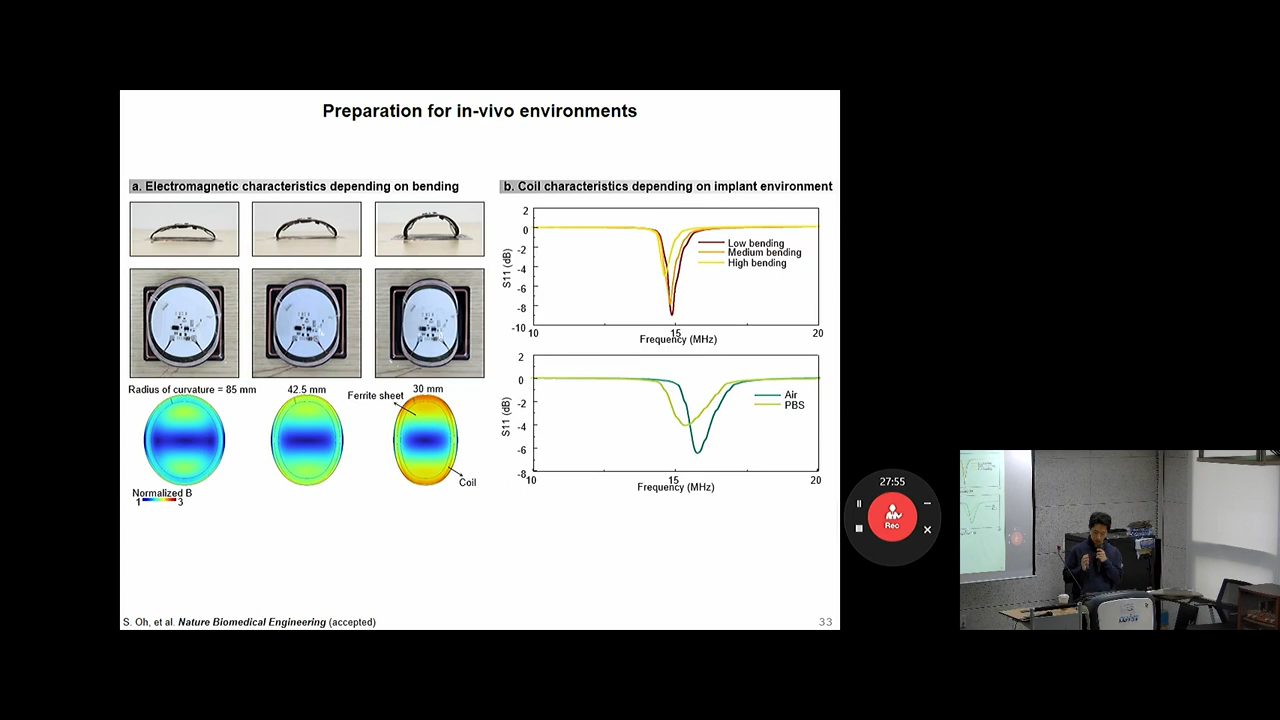 Preparation for in-vivo environments
a. Electromagnetic characteristics depending on bending
Radius of curvature = 85 mm
42.5 mm
30 mm
Ferrite sheet
Coil
Normalized B
1
3
b. Coil characteristics depending on implant environment
2
0
-2
-4
-6
-8
-10
S11 (dB)
Low bending
Medium bending
High bending
10
15
20
Frequency (MHz)
2
0
-2
-4
-6
-8
S11 (dB)
Air
PBS
10
15
20
Frequency (MHz)
S. Oh, et al. Nature Biomedical Engineering (accepted)
33
27:55
Rec